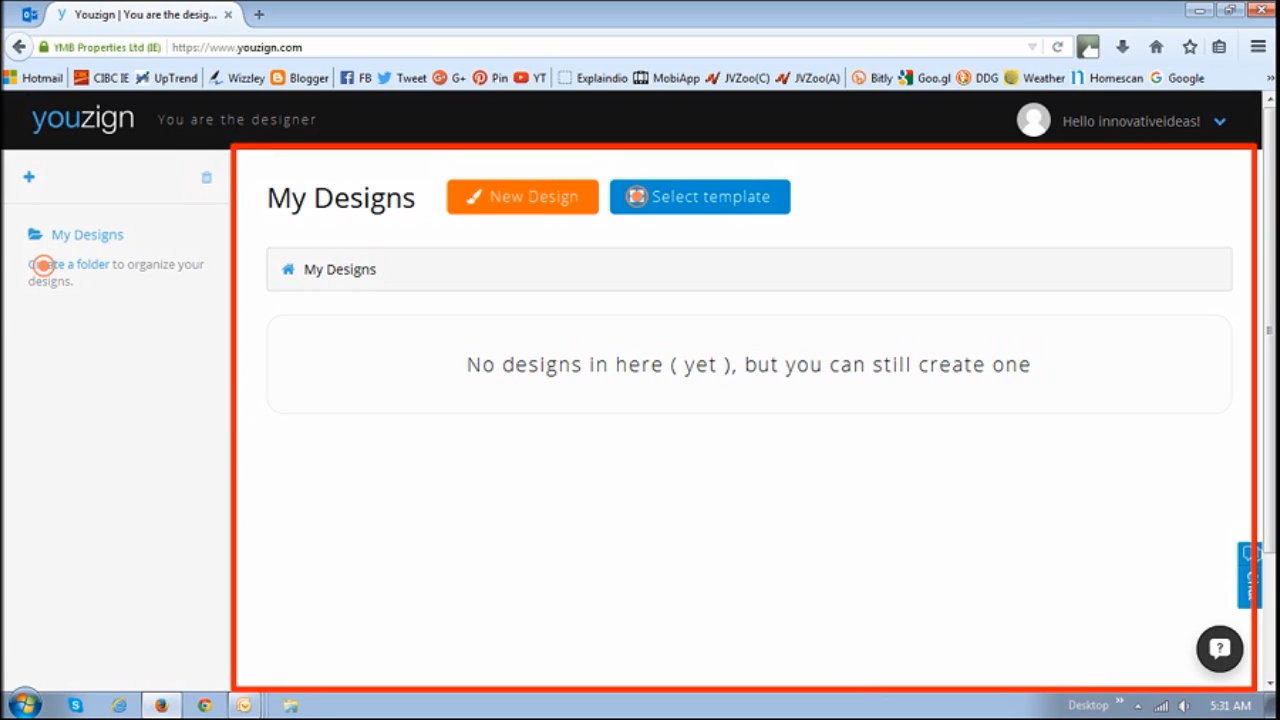 Youzign | You are the desig...
YMB Properties Ltd (IE) https://www.youzign.com
Hotmail CIBC IE UpTrend Wizzley Blogger FB Tweet G+ Pin YT Explaindio MobiApp JVZoo(C) JVZoo(A) Bitly Goo.gl DDG Weather Homescan Google
youzign You are the designer Hello innovativeideas!
My Designs New Design Select template
My Designs
Create a folder to organize your
designs.
My Designs
No designs in here ( yet ), but you can still create one
Desktop 5:31 AM